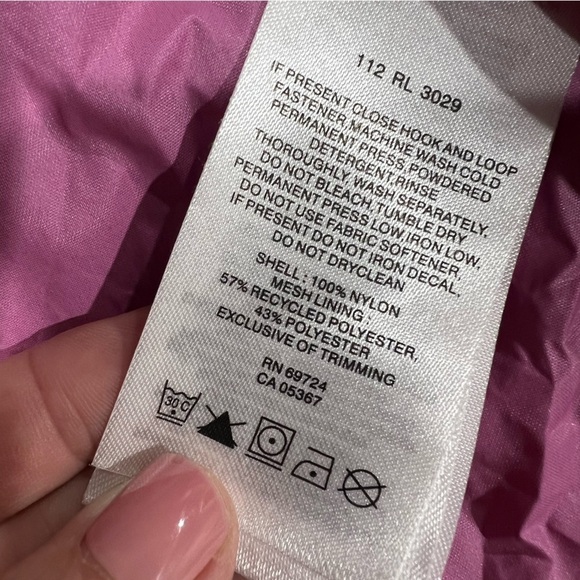 112 RL 3029
IF PRESENT CLOSE HOOK AND LOOP
FASTENER, MACHINE WASH COLD
PERMANENT PRESS, POWDERED
DETERGENT, RINSE
THOROUGHLY, WASH SEPARATELY.
DO NOT BLEACH, TUMBLE DRY
PERMANENT PRESS LOW, IRON LOW,
DO NOT USE FABRIC SOFTENER
IF PRESENT DO NOT IRON DECAL,
DO NOT DRYCLEAN
SHELL : 100% NYLON
MESH LINING :
57% RECYCLED POLYESTER,
43% POLYESTER
EXCLUSIVE OF TRIMMING
RN 69724
CA 05367
30 C